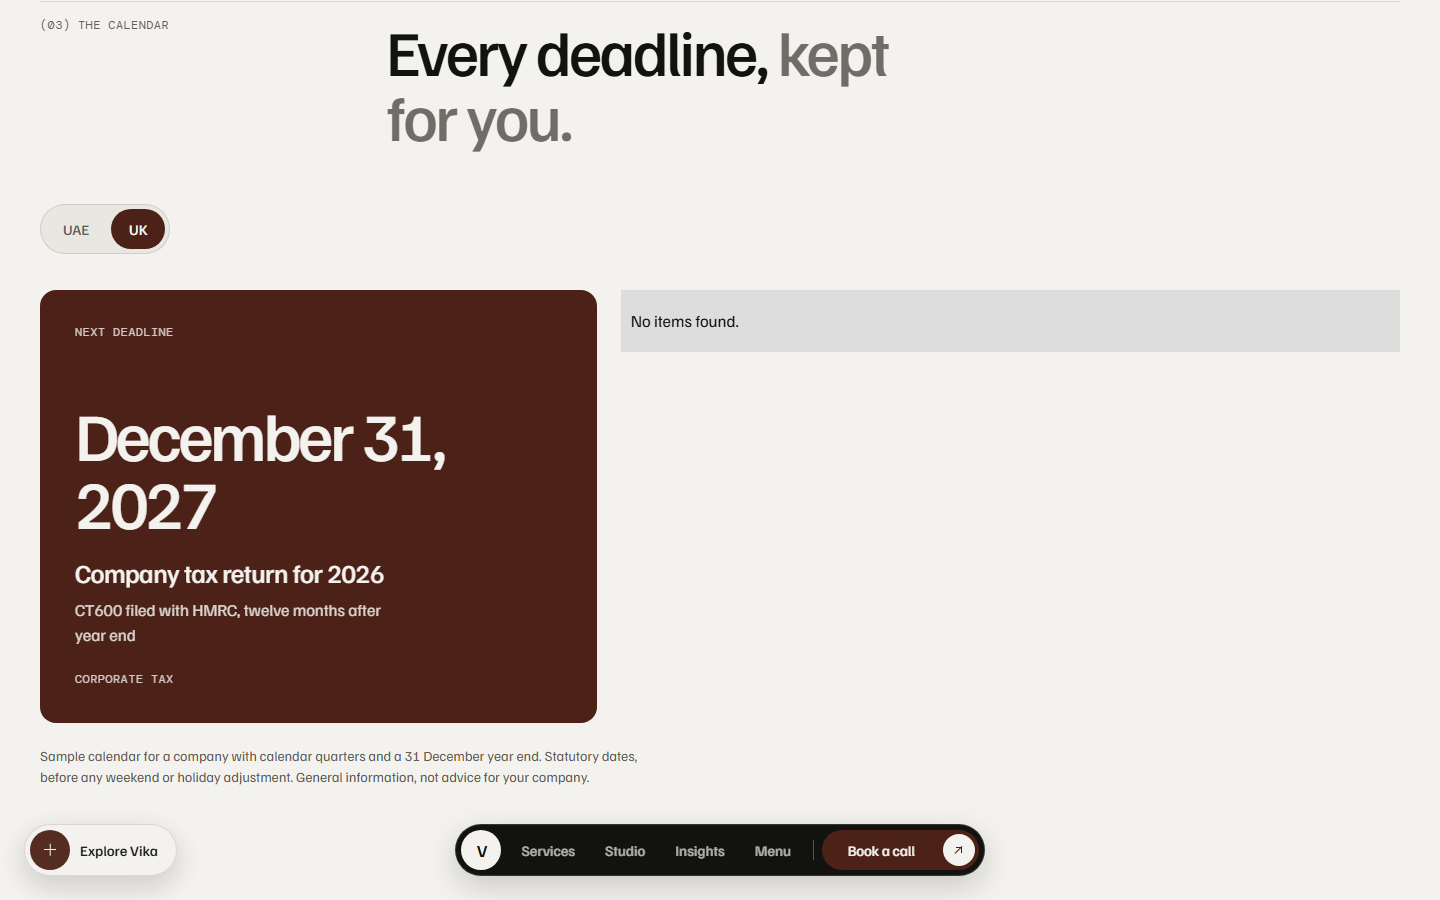 (03) THE CALENDAR
Every deadline, kept
for you.
UAE
UK
NEXT DEADLINE
December 31,
2027
Company tax return for 2026
CT600 filed with HMRC, twelve months after
year end
CORPORATE TAX
No items found.
Sample calendar for a company with calendar quarters and a 31 December year end. Statutory dates,
before any weekend or holiday adjustment. General information, not advice for your company.
Explore Vika
V
Services
Studio
Insights
Menu
Book a call